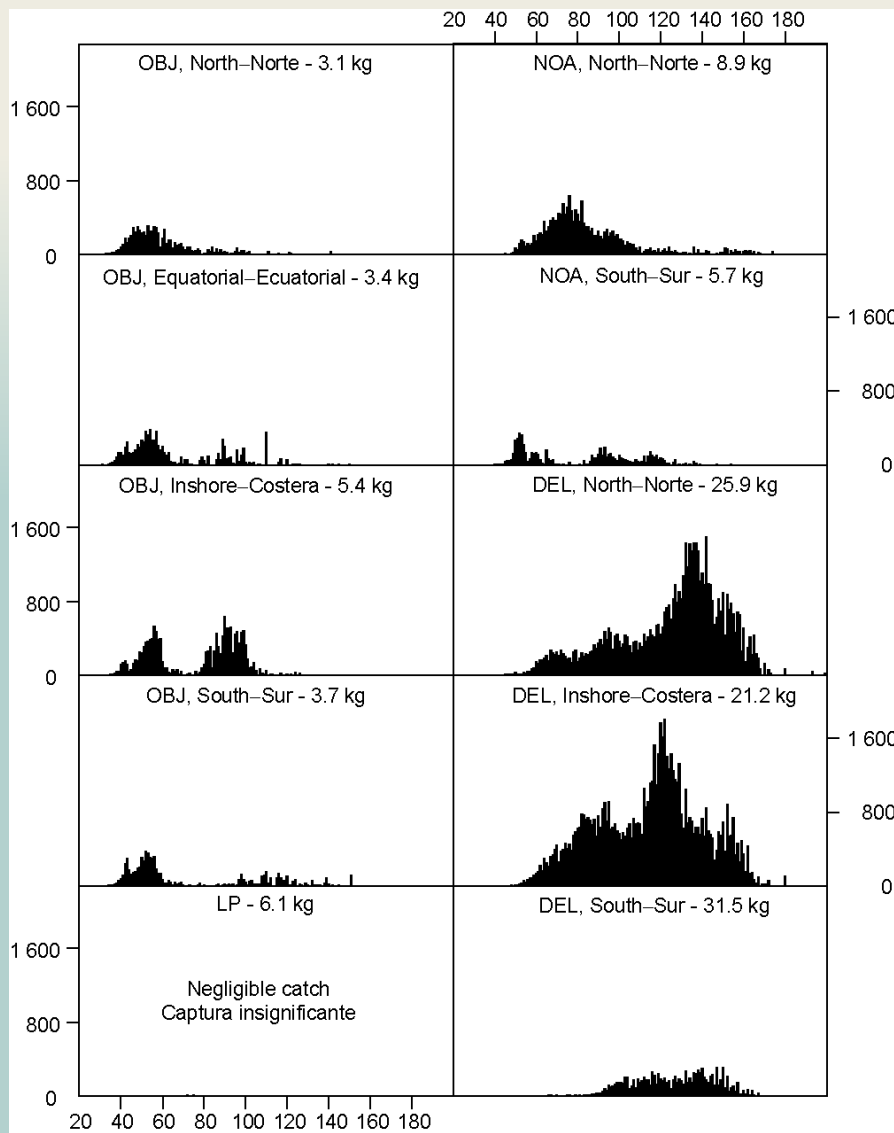 20 40 60 80 100 120 140 160 180
OBJ, North–Norte - 3.1 kg
1 600
800
0
NOA, North–Norte - 8.9 kg
OBJ, Equatorial–Ecuatorial - 3.4 kg
NOA, South–Sur - 5.7 kg
1 600
800
0
OBJ, Inshore–Costera - 5.4 kg
1 600
800
0
DEL, North–Norte - 25.9 kg
OBJ, South–Sur - 3.7 kg
DEL, Inshore–Costera - 21.2 kg
1 600
800
0
LP - 6.1 kg
1 600
800
0
Negligible catch
Captura insignificante
DEL, South–Sur - 31.5 kg
20 40 60 80 100 120 140 160 180